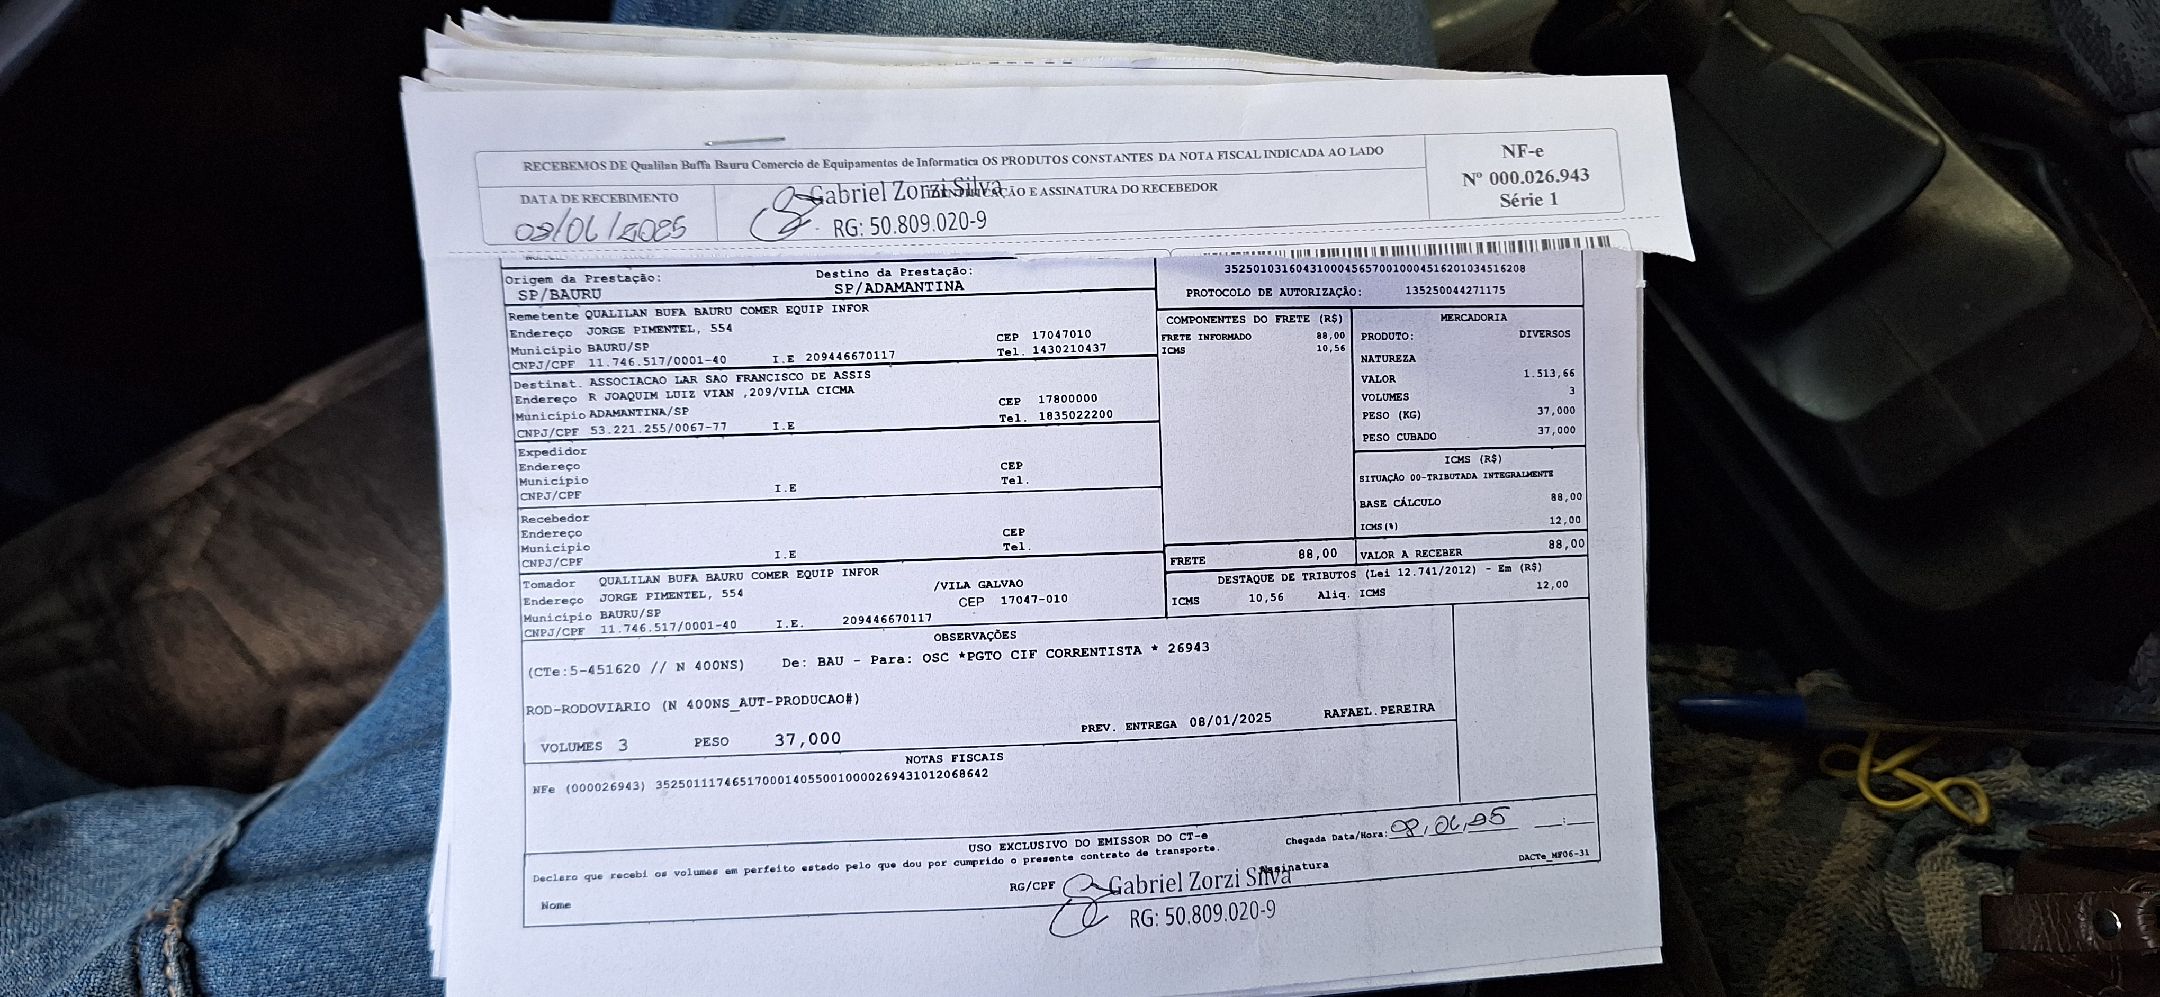 RECEBEMOS DE Qualilan Buffa Bauru Comercio de Equipamentos de Informatica OS PRODUTOS CONSTANTES DA NOTA FISCAL INDICADA AO LADO
NF-e
Nº 000.026.943
Série 1
DATA DE RECEBIMENTO
ASSINATURA DO RECEBEDOR
Gabriel Zorzi Silva
RG: 50.809.020-9
Origem da Prestação:
SP/BAURU
Destino da Prestação:
SP/ADAMANTINA
35250103160431000456570010004516201034516208
PROTOCOLO DE AUTORIZAÇÃO: 135250044271175
Remetente QUALILAN BUFA BAURU COMER EQUIP INFOR
Endereço JORGE PIMENTEL, 554 CEP 17047010
Município BAURU/SP Tel. 1430210437
CNPJ/CPF 11.746.517/0001-40 I.E 209446670117
Destinat. ASSOCIACAO LAR SAO FRANCISCO DE ASSIS
Endereço R JOAQUIM LUIZ VIAN ,209/VILA CICMA CEP 17800000
Município ADAMANTINA/SP Tel. 1835022200
CNPJ/CPF 53.221.255/0067-77 I.E
Expedidor
Endereço CEP
Município Tel.
CNPJ/CPF I.E
Recebedor
Endereço CEP
Município Tel.
CNPJ/CPF I.E
Tomador QUALILAN BUFA BAURU COMER EQUIP INFOR
Endereço JORGE PIMENTEL, 554 /VILA GALVAO
Município BAURU/SP CEP 17047-010
CNPJ/CPF 11.746.517/0001-40 I.E. 209446670117
COMPONENTES DO FRETE (R$)
FRETE INFORMADO 88,00
ICMS 10,56
MERCADORIA
PRODUTO: DIVERSOS
NATUREZA
VALOR 1.513,66
VOLUMES 3
PESO (KG) 37,000
PESO CUBADO 37,000
ICMS (R$)
SITUAÇÃO 00-TRIBUTADA INTEGRALMENTE
BASE CÁLCULO 88,00
ICMS(%) 12,00
FRETE 88,00
VALOR A RECEBER 88,00
DESTAQUE DE TRIBUTOS (Lei 12.741/2012) - Em (R$)
ICMS 10,56 Aliq. ICMS 12,00
OBSERVAÇÕES
(CTe:5-451620 // N 400NS) De: BAU - Para: OSC *PGTO CIF CORRENTISTA * 26943
ROD-RODOVIARIO (N 400NS_AUT-PRODUCAO#)
VOLUMES 3 PESO 37,000 PREV. ENTREGA 08/01/2025 RAFAEL.PEREIRA
NOTAS FISCAIS
NFe (000026943) 35250111746517000140550010000269431012068642
USO EXCLUSIVO DO EMISSOR DO CT-e
Declaro que recebi os volumes em perfeito estado pelo que dou por cumprido o presente contrato de transporte.
Chegada Data/Hora:
DACTe_MF06-31
Nome RG/CPF Assinatura
Gabriel Zorzi Silva
RG: 50.809.020-9